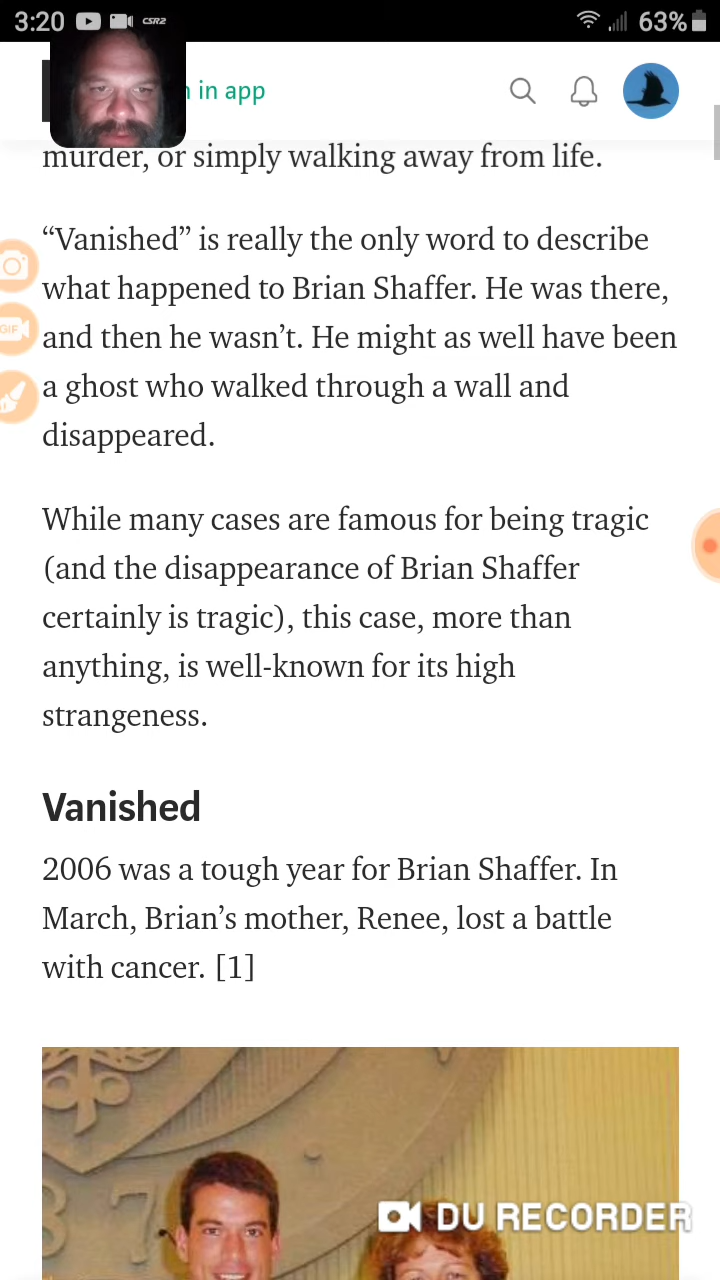 3:20 CSR2 63%
n in app
murder, or simply walking away from life.
“Vanished” is really the only word to describe
what happened to Brian Shaffer. He was there,
and then he wasn’t. He might as well have been
a ghost who walked through a wall and
disappeared.
While many cases are famous for being tragic
(and the disappearance of Brian Shaffer
certainly is tragic), this case, more than
anything, is well-known for its high
strangeness.
Vanished
2006 was a tough year for Brian Shaffer. In
March, Brian’s mother, Renee, lost a battle
with cancer. [1]
8 7
DU RECORDER
GIF